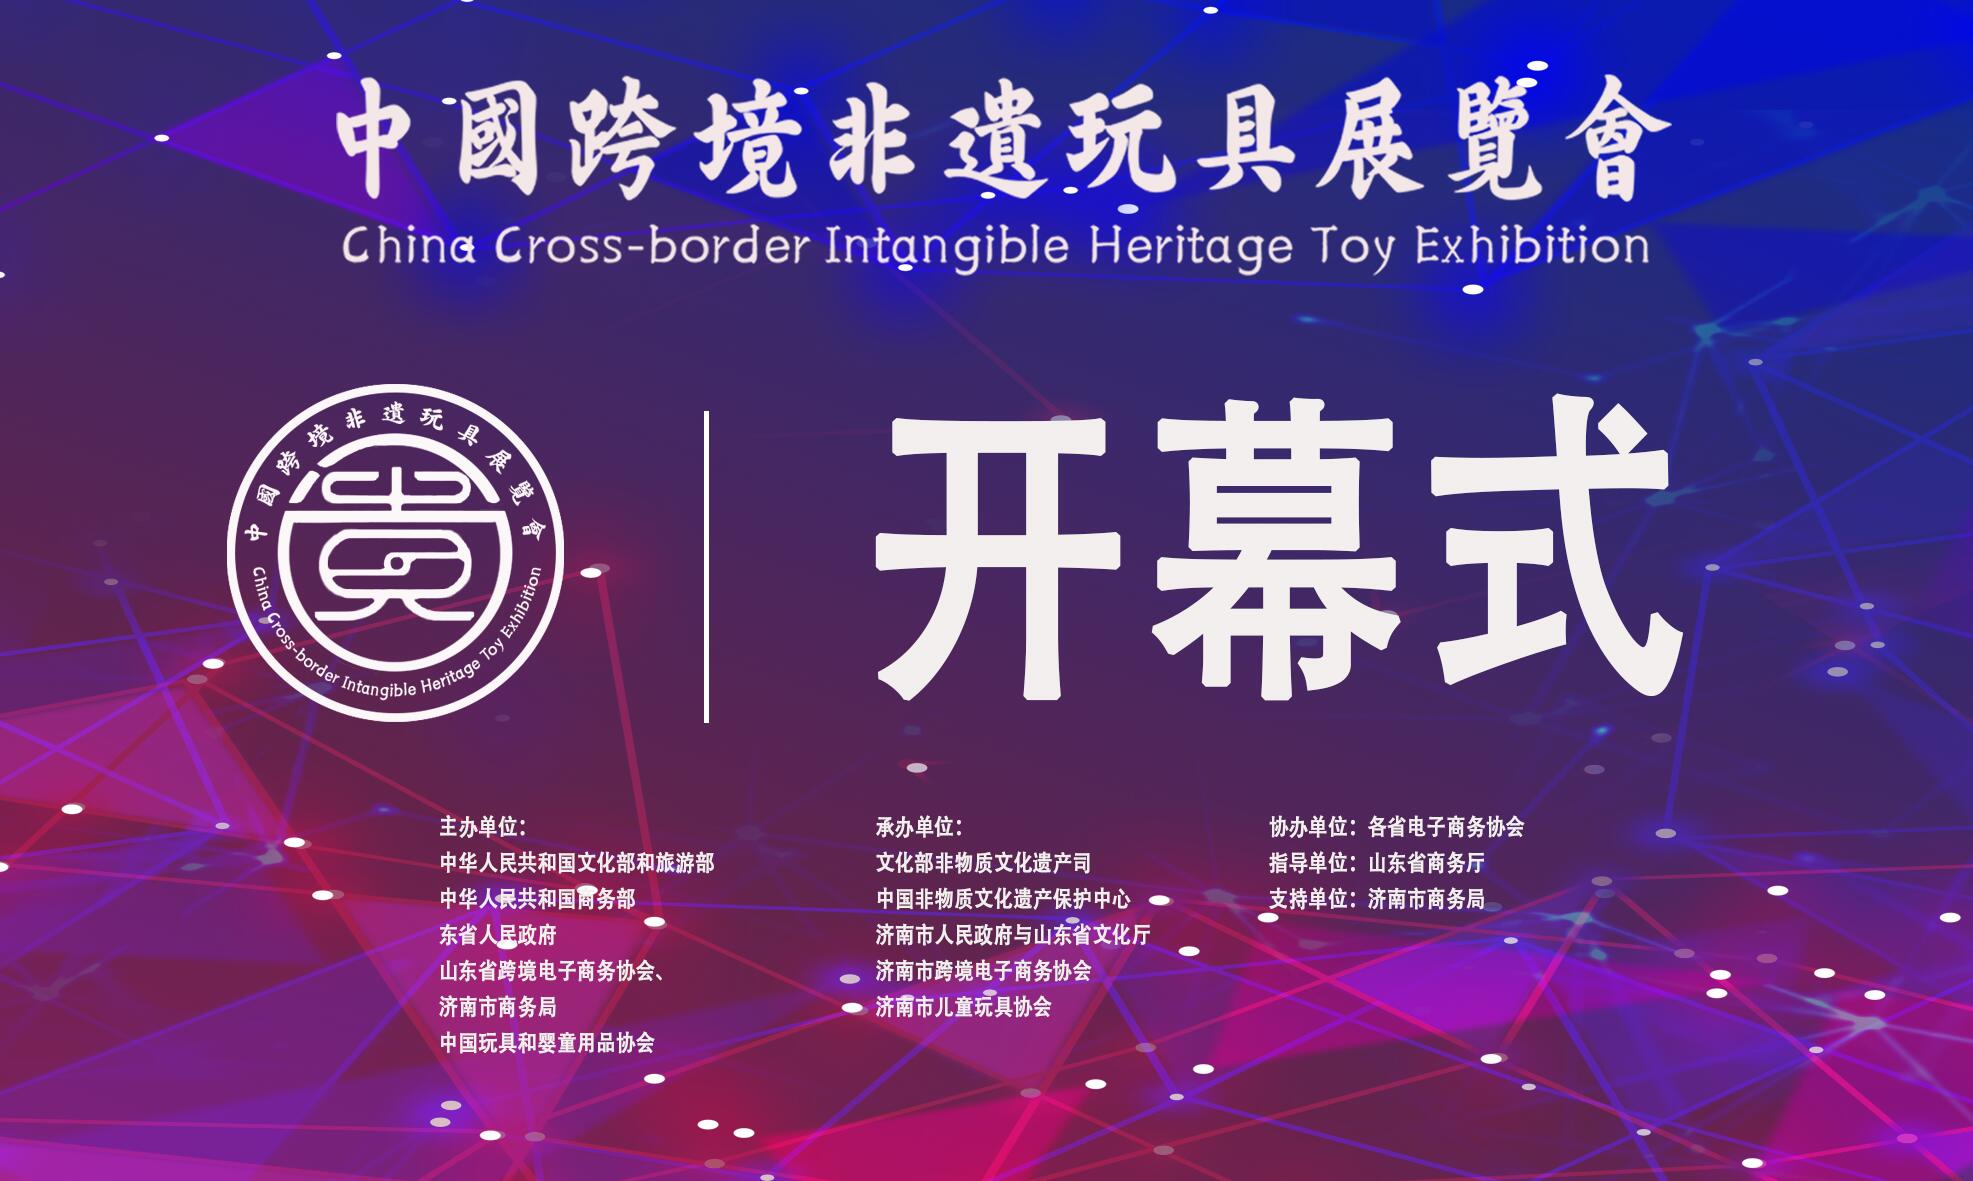 中國跨境非遺玩具展覽會
China Cross-border Intangible Heritage Toy Exhibition
中國跨境非遺玩具展覽會
China Cross-border Intangible Heritage Toy Exhibition
开幕式
主办单位：
中华人民共和国文化部和旅游部
中华人民共和国商务部
东省人民政府
山东省跨境电子商务协会、
济南市商务局
中国玩具和婴童用品协会
承办单位：
文化部非物质文化遗产司
中国非物质文化遗产保护中心
济南市人民政府与山东省文化厅
济南市跨境电子商务协会
济南市儿童玩具协会
协办单位：各省电子商务协会
指导单位：山东省商务厅
支持单位：济南市商务局